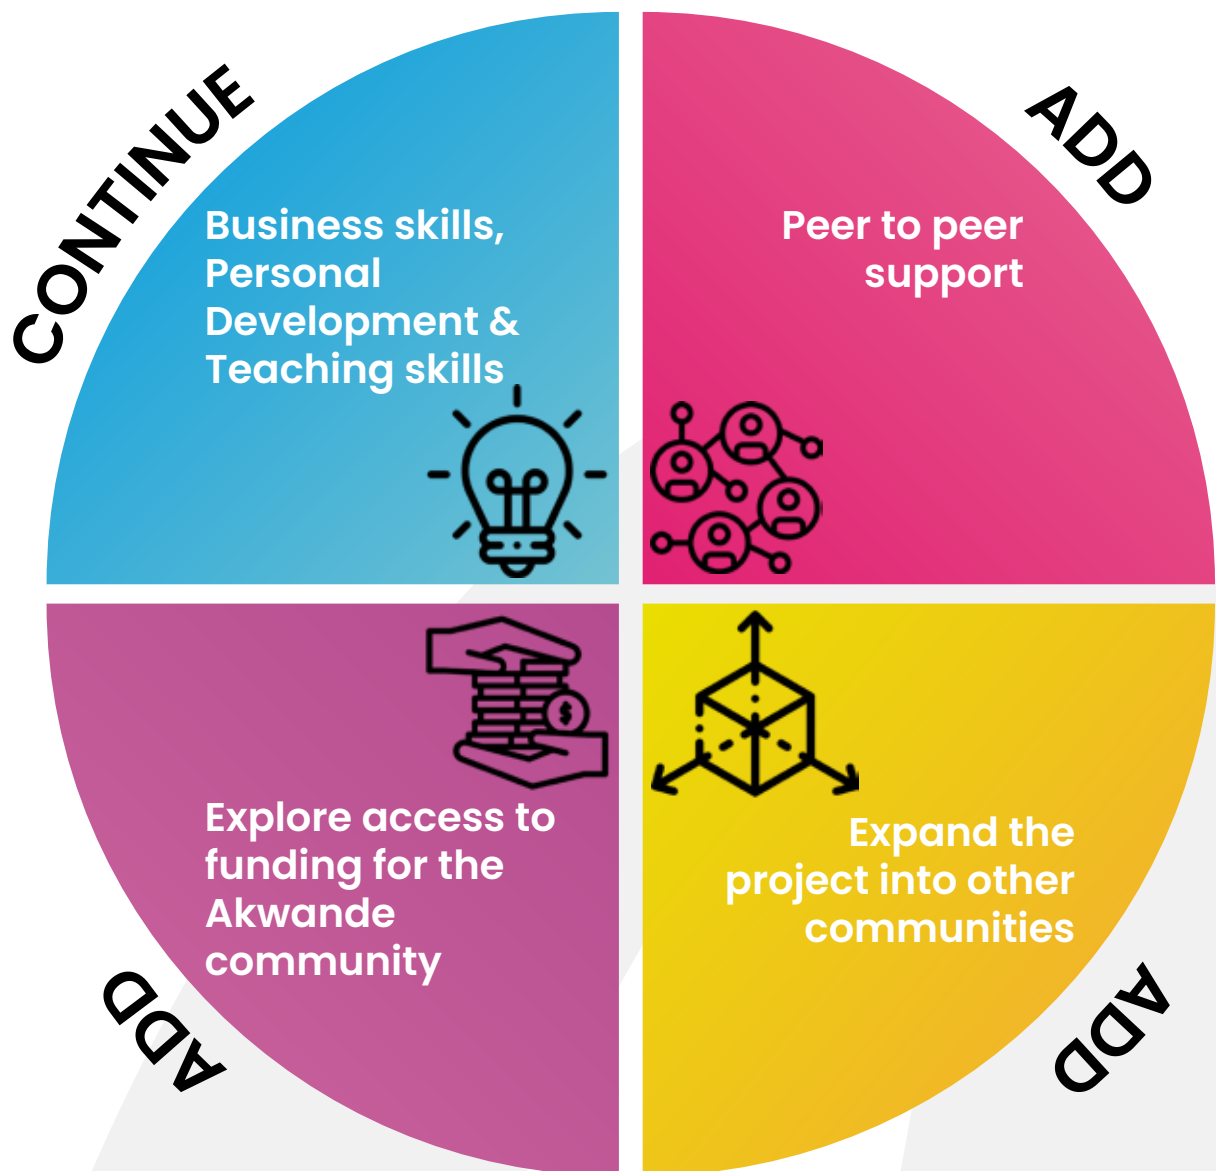 CONTINUE
Business skills,
Personal
Development &
Teaching skills
ADD
Peer to peer
support
$
Explore access to
funding for the
Akwande
community
ADD
Expand the
project into other
communities
ADD